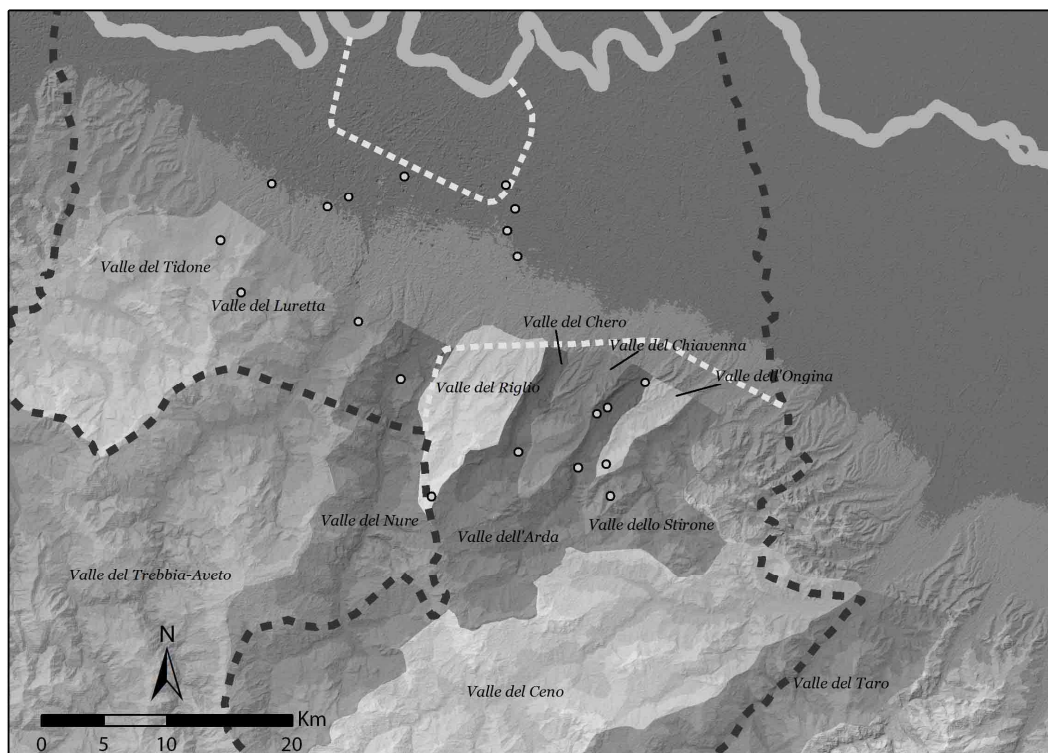 Valle del Tidone
Valle del Luretta
Valle del Chero
Valle del Chiavenna
Valle del Riglio
Valle dell'Ongina
Valle del Nure
Valle dell'Arda
Valle dello Stirone
Valle del Trebbia-Aveto
N
Valle del Ceno
Valle del Taro
Km
0 5 10 20